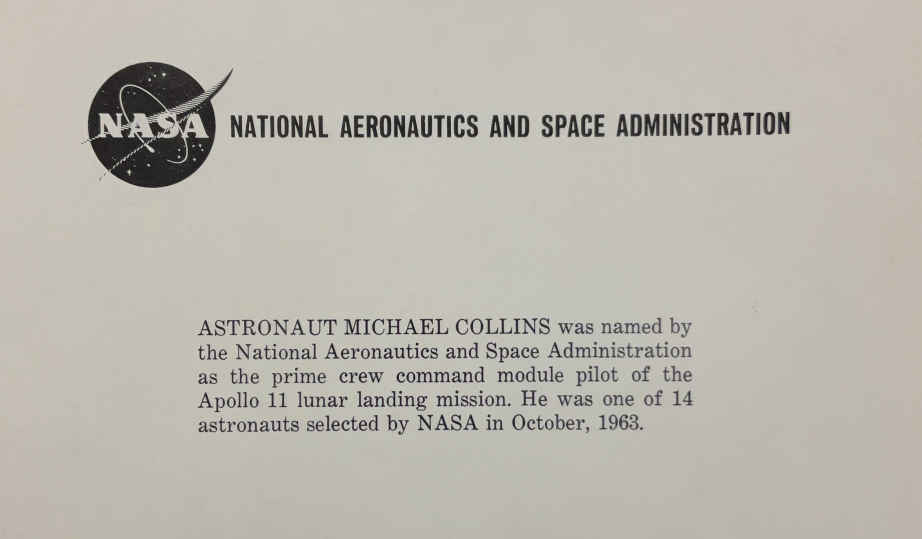 NASA NATIONAL AERONAUTICS AND SPACE ADMINISTRATION
ASTRONAUT MICHAEL COLLINS was named by
the National Aeronautics and Space Administration
as the prime crew command module pilot of the
Apollo 11 lunar landing mission. He was one of 14
astronauts selected by NASA in October, 1963.